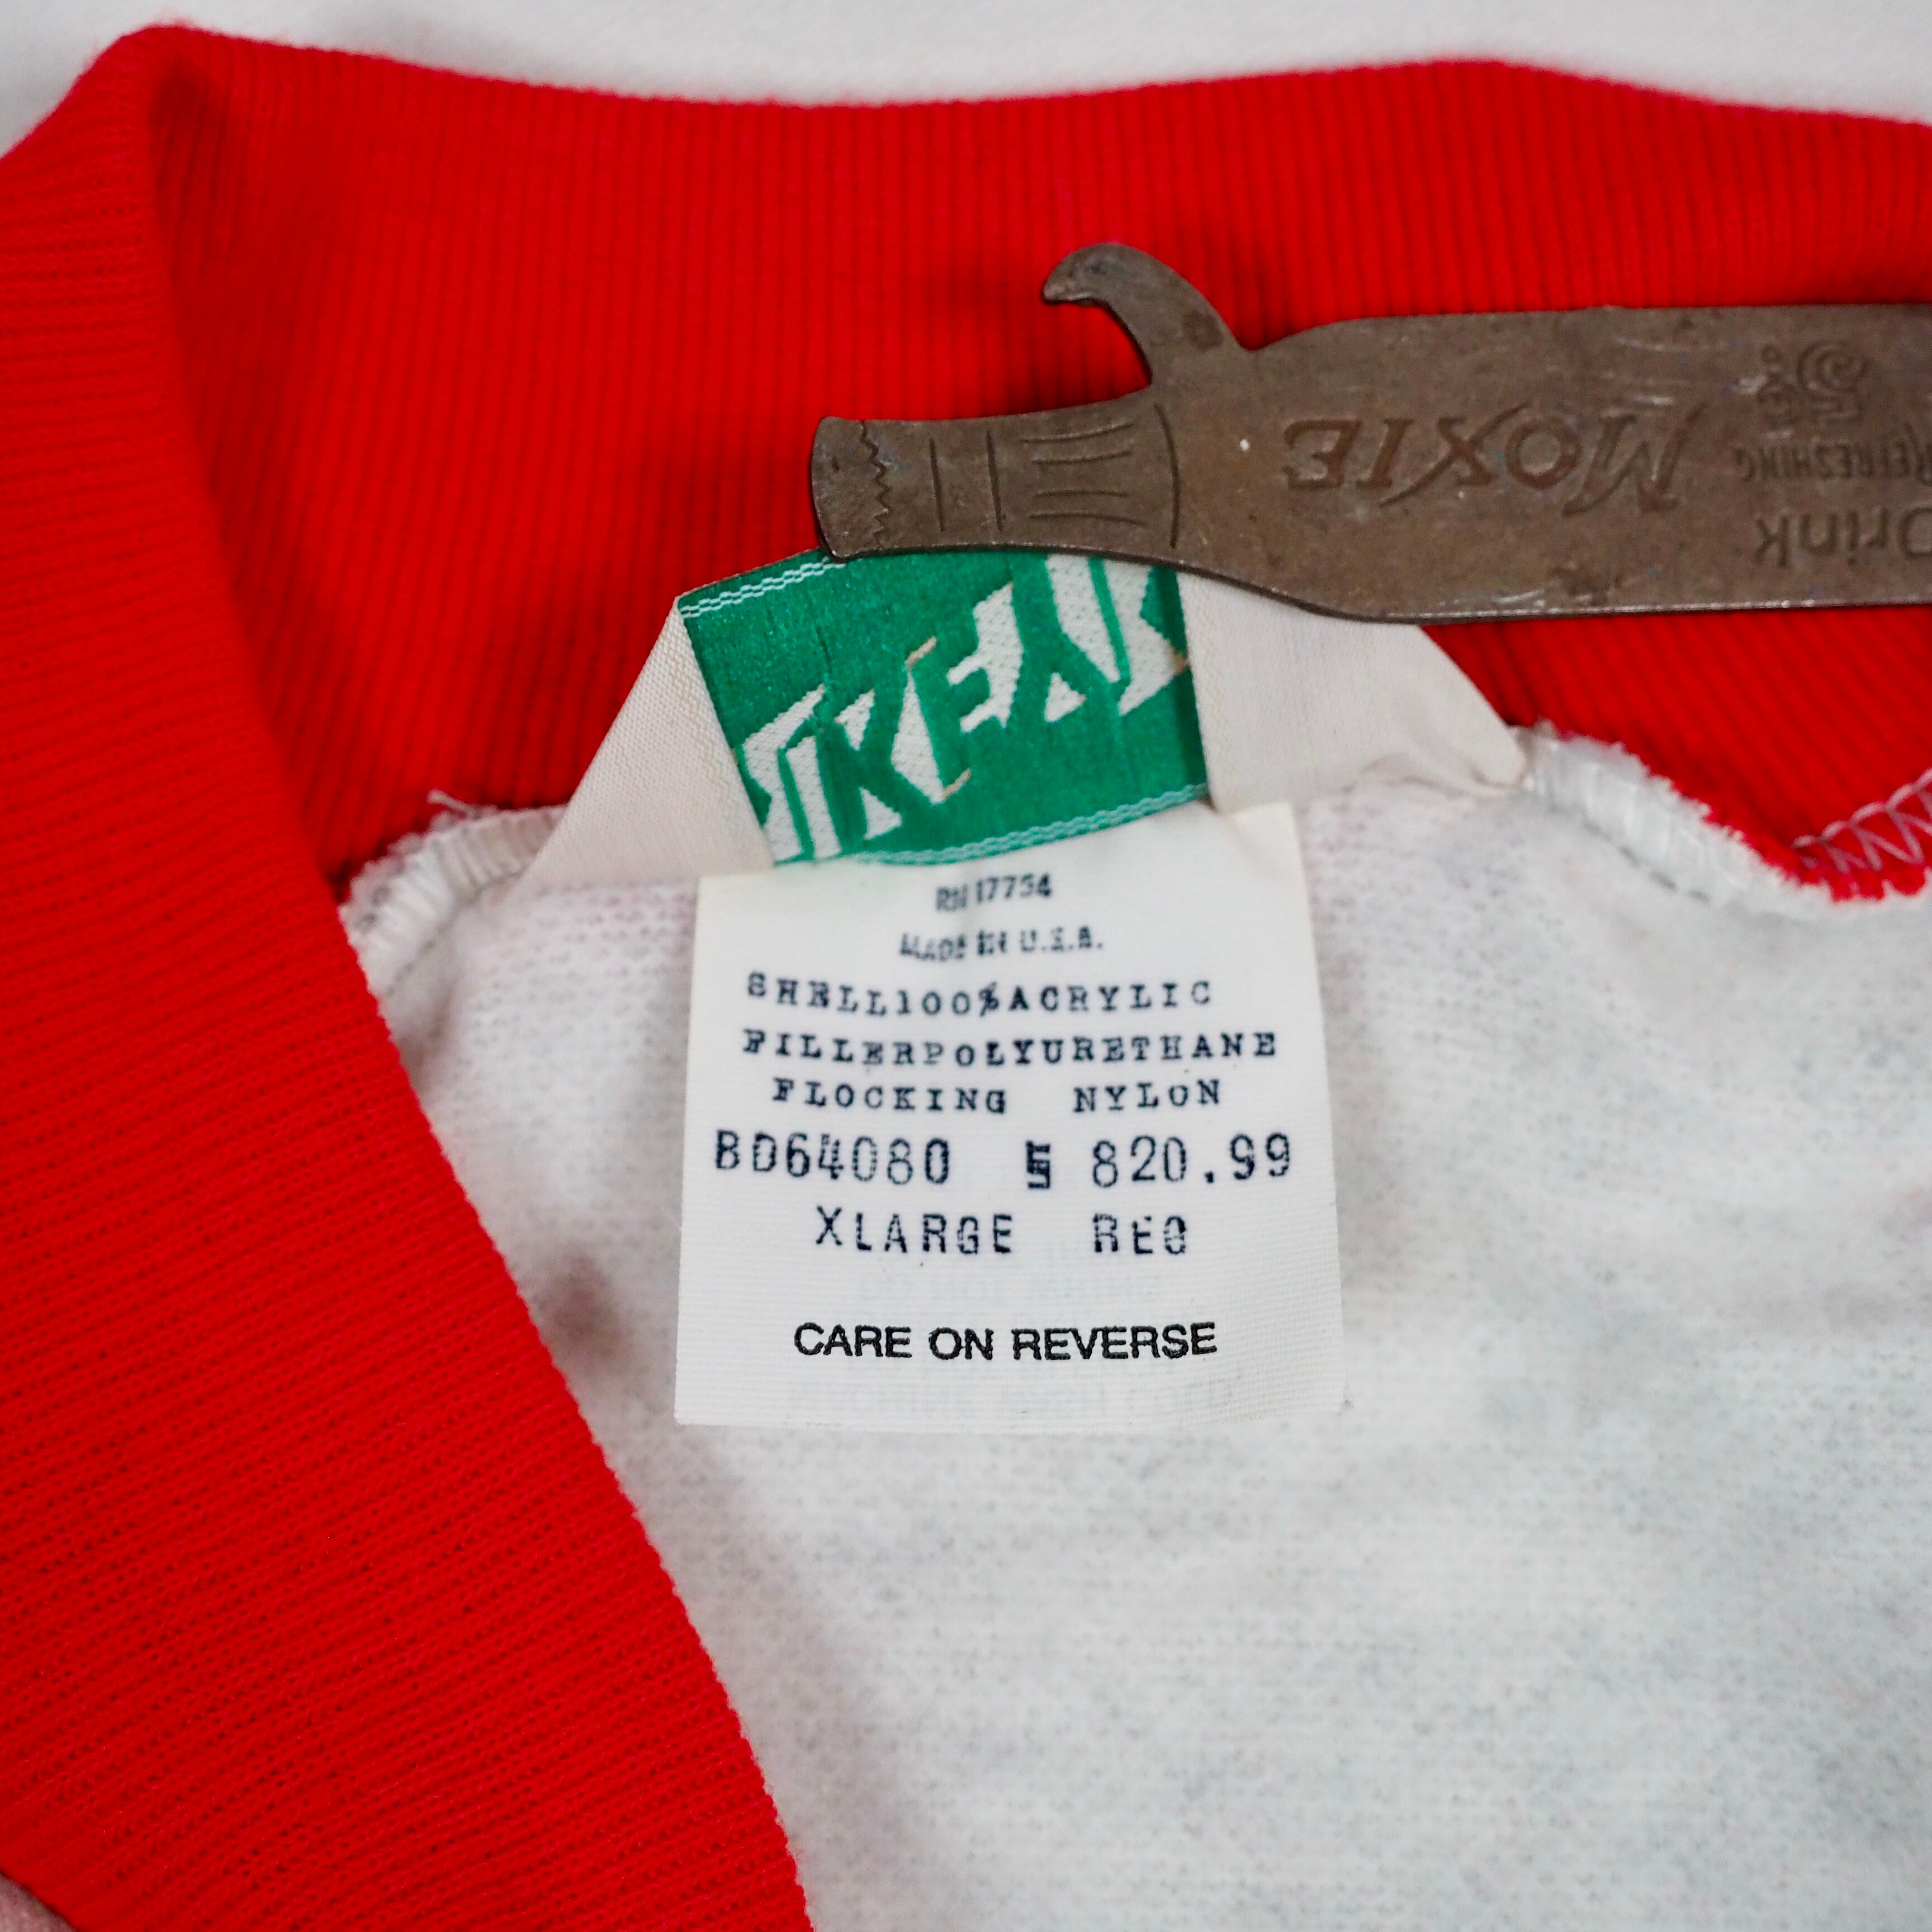 Drink
REFRESHING
MOXIE
5¢
RN 17754
MADE IN U.S.A.
SHELL100%ACRYLIC
FILLERPOLYURETHANE
FLOCKING NYLON
BD64080 820.99
XLARGE RED
CARE ON REVERSE